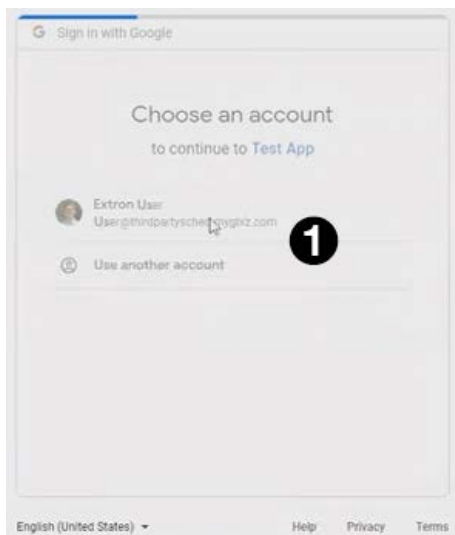 G Sign in with Google
Choose an account
to continue to Test App
Extron User
1
Use another account
English (United States)
Help Privacy Terms